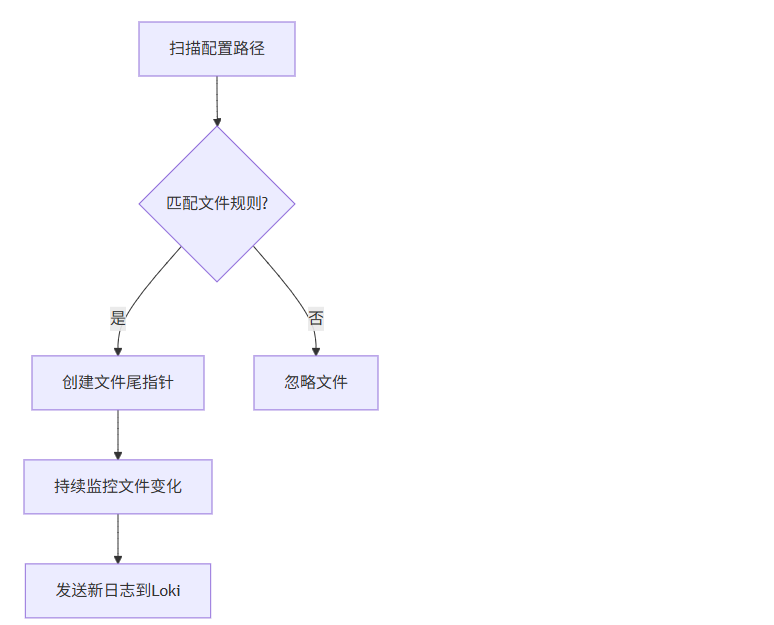 扫描配置路径
匹配文件规则?
是
否
创建文件尾指针
忽略文件
持续监控文件变化
发送新日志到Loki